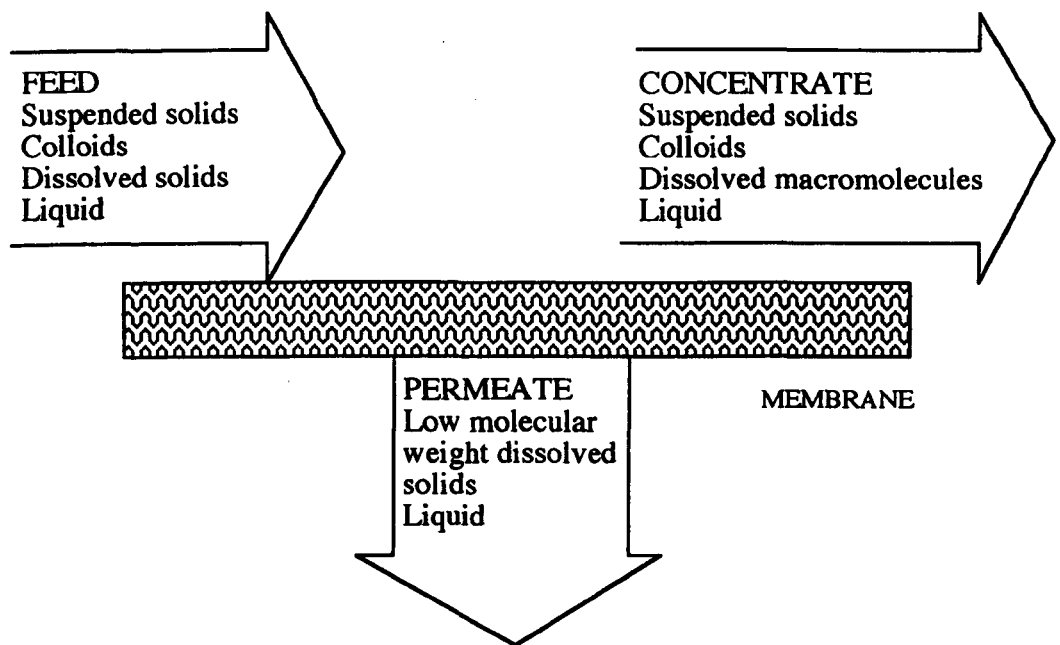 FEED
Suspended solids
Colloids
Dissolved solids
Liquid
CONCENTRATE
Suspended solids
Colloids
Dissolved macromolecules
Liquid
PERMEATE
Low molecular
weight dissolved
solids
Liquid
MEMBRANE